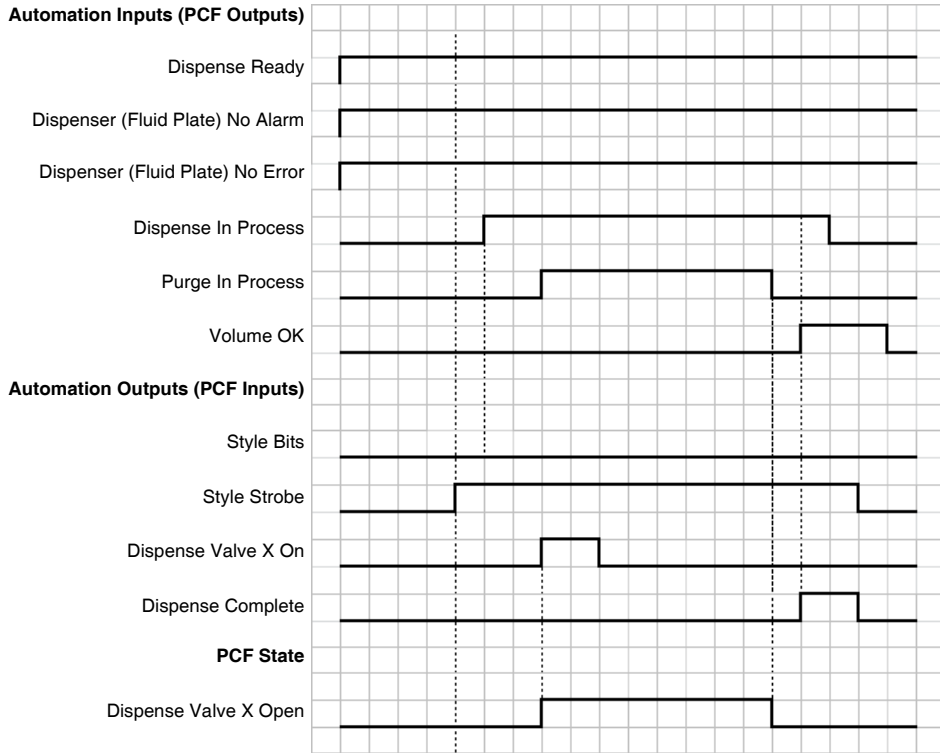 Automation Inputs (PCF Outputs)
Dispense Ready
Dispenser (Fluid Plate) No Alarm
Dispenser (Fluid Plate) No Error
Dispense In Process
Purge In Process
Volume OK
Automation Outputs (PCF Inputs)
Style Bits
Style Strobe
Dispense Valve X On
Dispense Complete
PCF State
Dispense Valve X Open